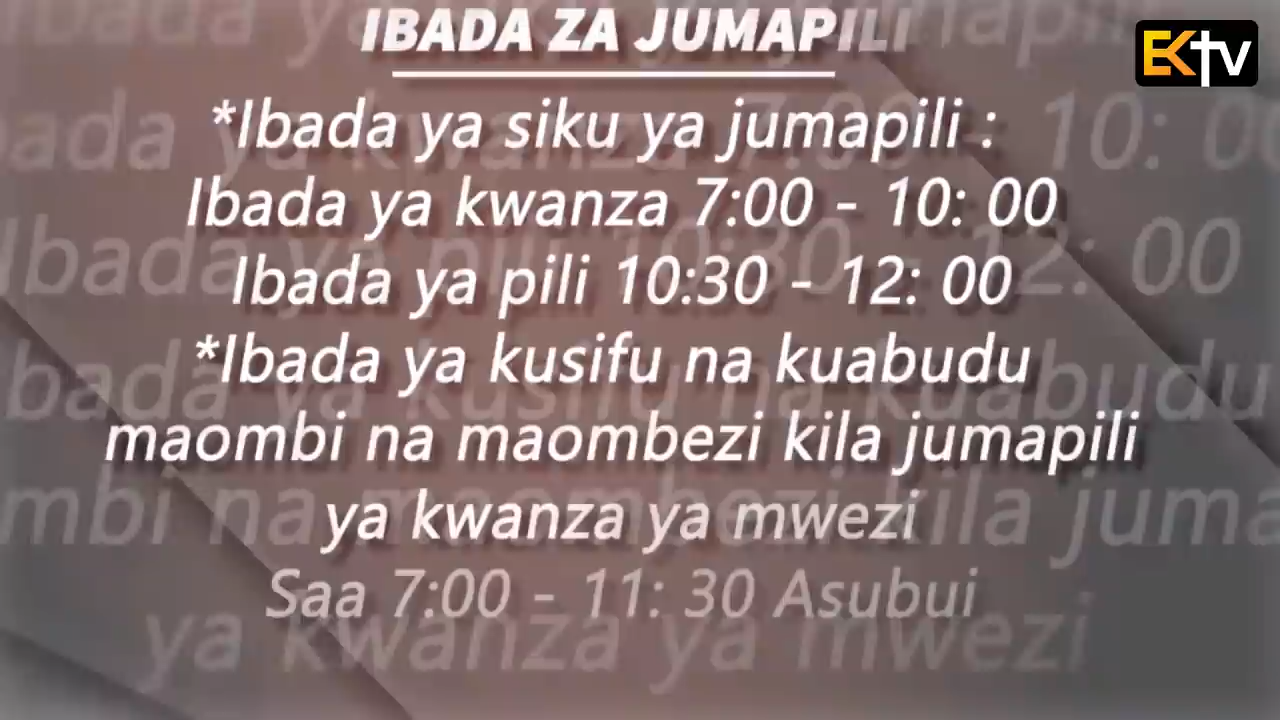 IBADA ZA JUMAPILI
EKTV
*Ibada ya siku ya jumapili :
Ibada ya kwanza 7:00 - 10: 00
Ibada ya pili 10:30 - 12: 00
*Ibada ya kusifu na kuabudu
maombi na maombezi kila jumapili
ya kwanza ya mwezi
Saa 7:00 - 11: 30 Asubui